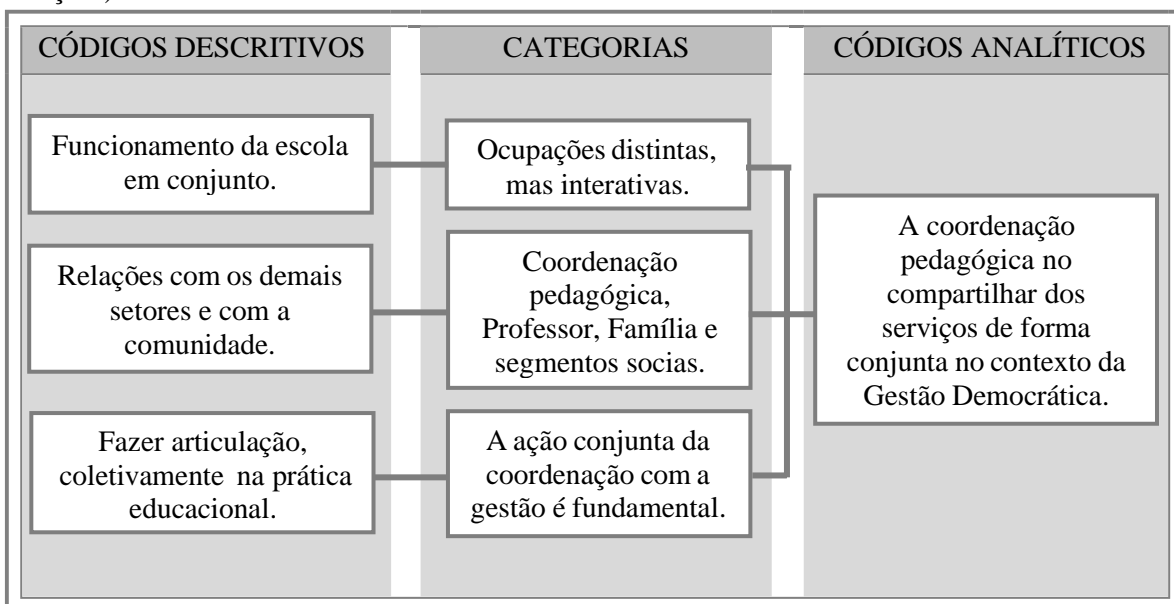 CÓDIGOS DESCRITIVOS
CATEGORIAS
CÓDIGOS ANALÍTICOS
Funcionamento da escola
em conjunto.
Ocupações distintas,
mas interativas.
Relações com os demais
setores e com a
comunidade.
Coordenação
pedagógica,
Professor, Família e
segmentos socias.
Fazer articulação,
coletivamente na prática
educacional.
A ação conjunta da
coordenação com a
gestão é fundamental.
A coordenação
pedagógica no
compartilhar dos
serviços de forma
conjunta no contexto da
Gestão Democrática.